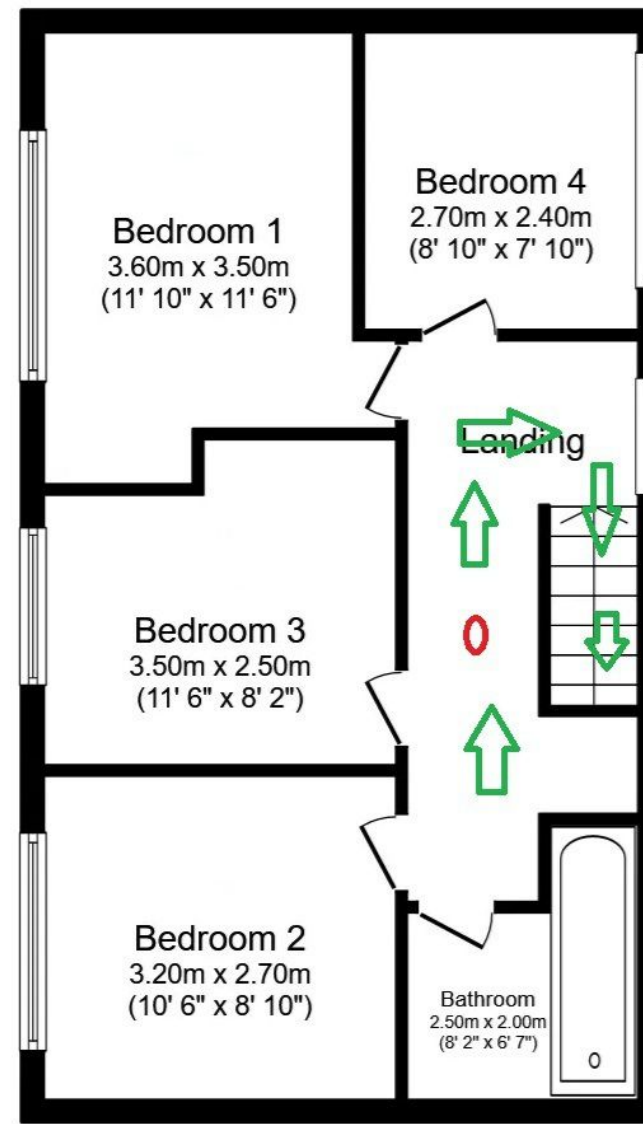 Bedroom 1
3.60m x 3.50m
(11' 10" x 11' 6")
Bedroom 4
2.70m x 2.40m
(8' 10" x 7' 10")
Landing
Bedroom 3
3.50m x 2.50m
(11' 6" x 8' 2")
Bedroom 2
3.20m x 2.70m
(10' 6" x 8' 10")
Bathroom
2.50m x 2.00m
(8' 2" x 6' 7")